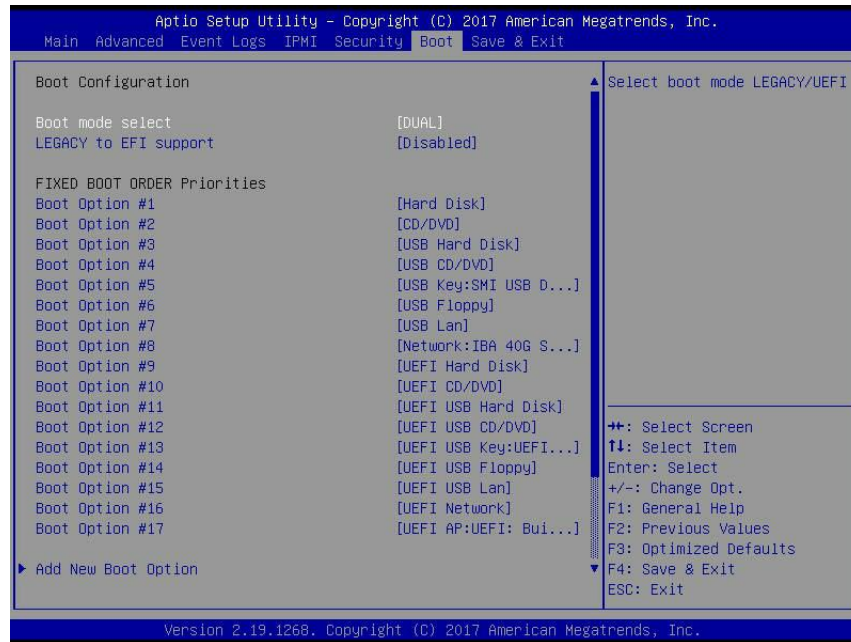 Aptio Setup Utility – Copyright (C) 2017 American Megatrends, Inc.
Main Advanced Event Logs IPMI Security Boot Save & Exit
Boot Configuration
Select boot mode LEGACY/UEFI
Boot mode select [DUAL]
LEGACY to EFI support [Disabled]
FIXED BOOT ORDER Priorities
Boot Option #1 [Hard Disk]
Boot Option #2 [CD/DVD]
Boot Option #3 [USB Hard Disk]
Boot Option #4 [USB CD/DVD]
Boot Option #5 [USB Key:SMI USB D...]
Boot Option #6 [USB Floppy]
Boot Option #7 [USB Lan]
Boot Option #8 [Network:IBA 40G S...]
Boot Option #9 [UEFI Hard Disk]
Boot Option #10 [UEFI CD/DVD]
Boot Option #11 [UEFI USB Hard Disk]
Boot Option #12 [UEFI USB CD/DVD]
Boot Option #13 [UEFI USB Key:UEFI...]
Boot Option #14 [UEFI USB Floppy]
Boot Option #15 [UEFI USB Lan]
Boot Option #16 [UEFI Network]
Boot Option #17 [UEFI AP:UEFI: Bui...]
Add New Boot Option
→←: Select Screen
↑↓: Select Item
Enter: Select
+/-: Change Opt.
F1: General Help
F2: Previous Values
F3: Optimized Defaults
F4: Save & Exit
ESC: Exit
Version 2.19.1268. Copyright (C) 2017 American Megatrends, Inc.